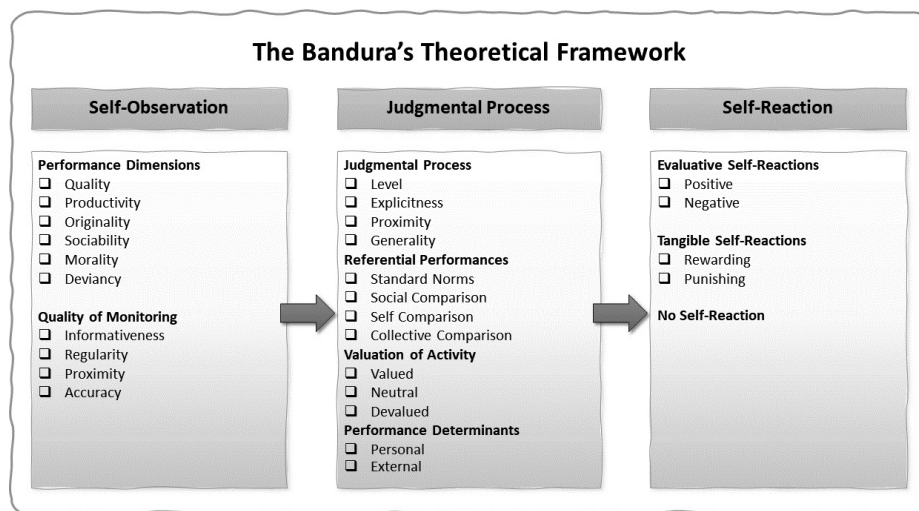 The Bandura's Theoretical Framework
Self-Observation
Performance Dimensions
Quality
Productivity
Originality
Sociability
Morality
Deviancy
Quality of Monitoring
Informativeness
Regularity
Proximity
Accuracy
Judgmental Process
Judgmental Process
Level
Explicitness
Proximity
Generality
Referential Performances
Standard Norms
Social Comparison
Self Comparison
Collective Comparison
Valuation of Activity
Valued
Neutral
Devalued
Performance Determinants
Personal
External
Self-Reaction
Evaluative Self-Reactions
Positive
Negative
Tangible Self-Reactions
Rewarding
Punishing
No Self-Reaction